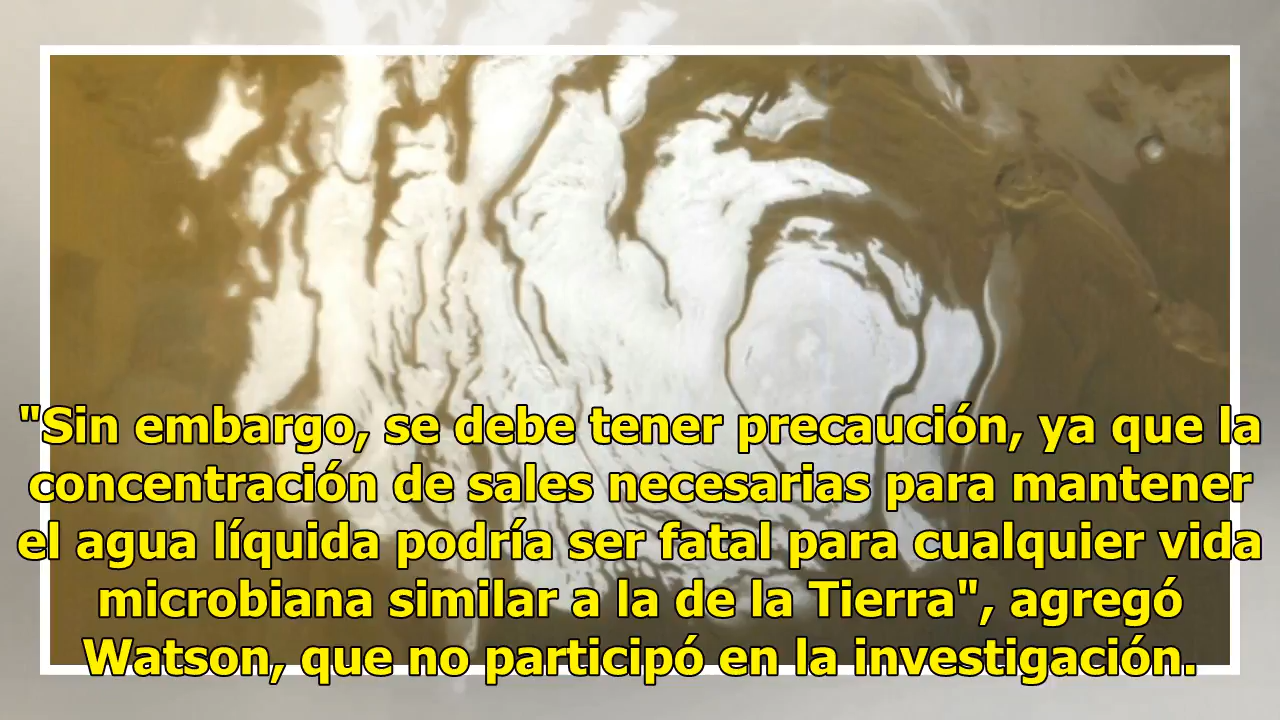 "Sin embargo, se debe tener precaución, ya que la
concentración de sales necesarias para mantener
el agua líquida podría ser fatal para cualquier vida
microbiana similar a la de la Tierra", agregó
Watson, que no participó en la investigación.